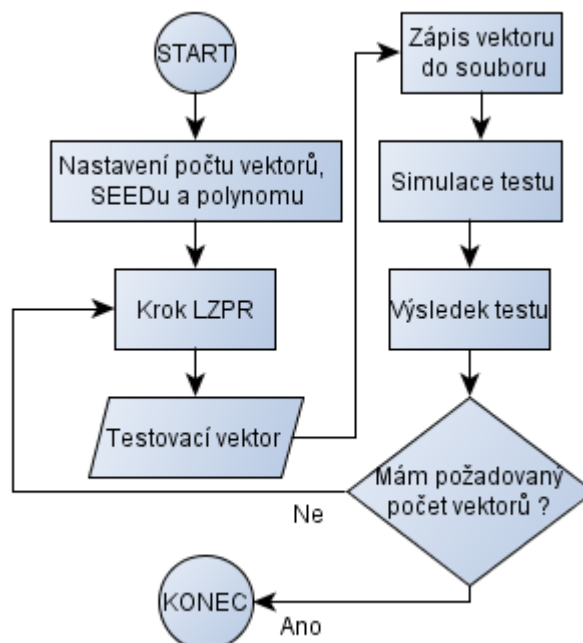 START
Nastavení počtu vektorů,
SEEDu a polynomu
Krok LZPR
Testovací vektor
Zápis vektoru
do souboru
Simulace testu
Výsledek testu
Mám požadovaný
počet vektorů ?
Ne
Ano
KONEC